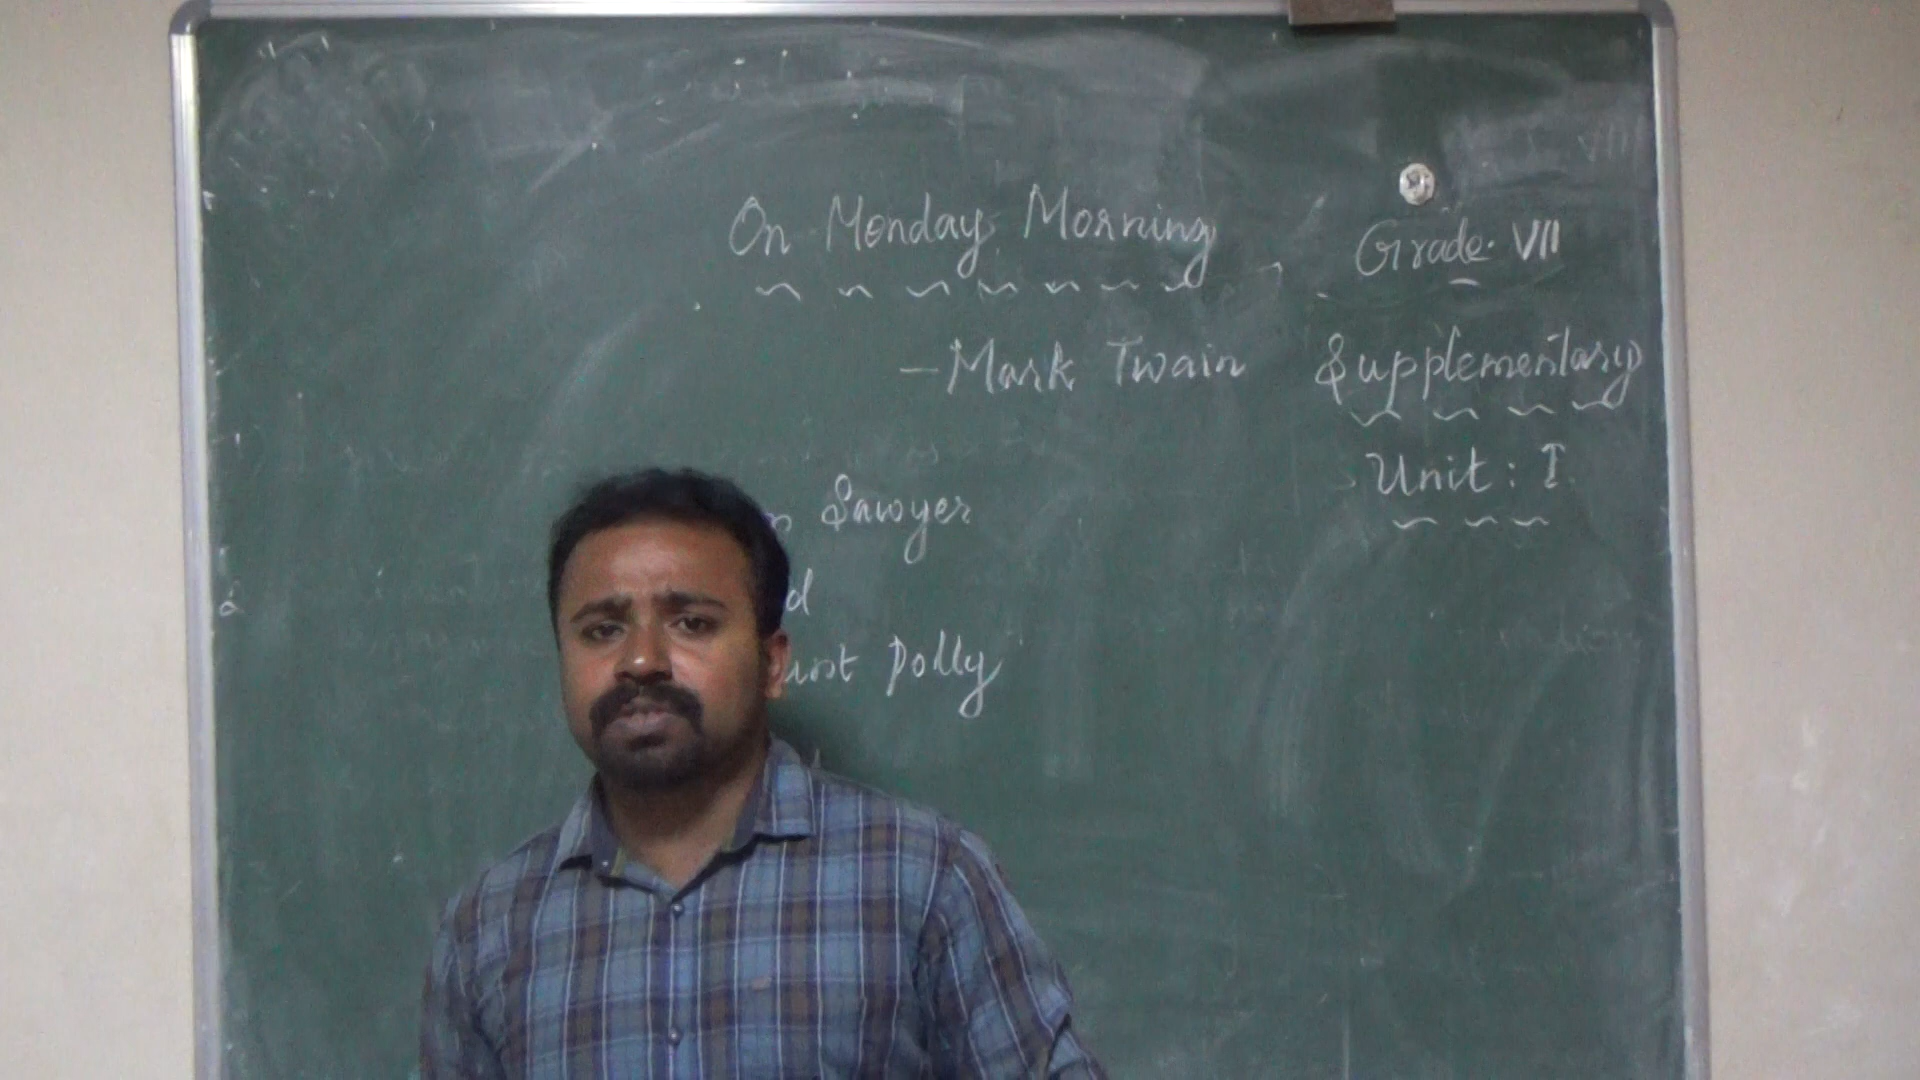 On Monday Morning
Grade. VII
- Mark Twain
Supplementary
Unit : I
Sawyer
Polly